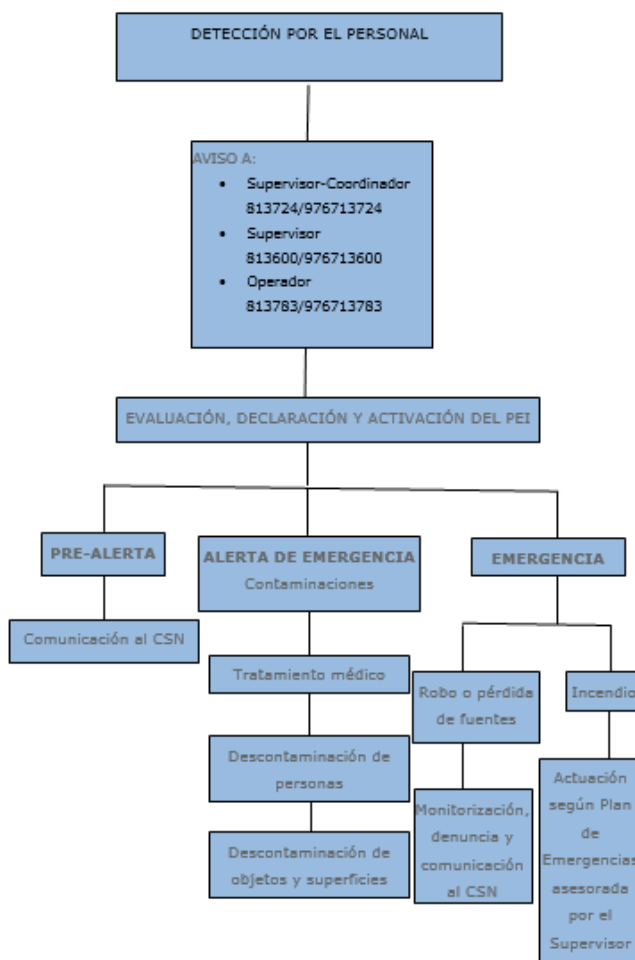 DETECCIÓN POR EL PERSONAL
AVISO A:
• Supervisor-Coordinador
813724/976713724
• Supervisor
813600/976713600
• Operador
813783/976713783
EVALUACIÓN, DECLARACIÓN Y ACTIVACIÓN DEL PEI
PRE-ALERTA
Comunicación al CSN
ALERTA DE EMERGENCIA
Contaminaciones
Tratamiento médico
Descontaminación de
personas
Descontaminación de
objetos y superficies
EMERGENCIA
Robo o pérdida
de fuentes
Monitorización,
denuncia y
comunicación
al CSN
Incendio
Actuación
según Plan
de
Emergencias
asesorada
por el
Supervisor